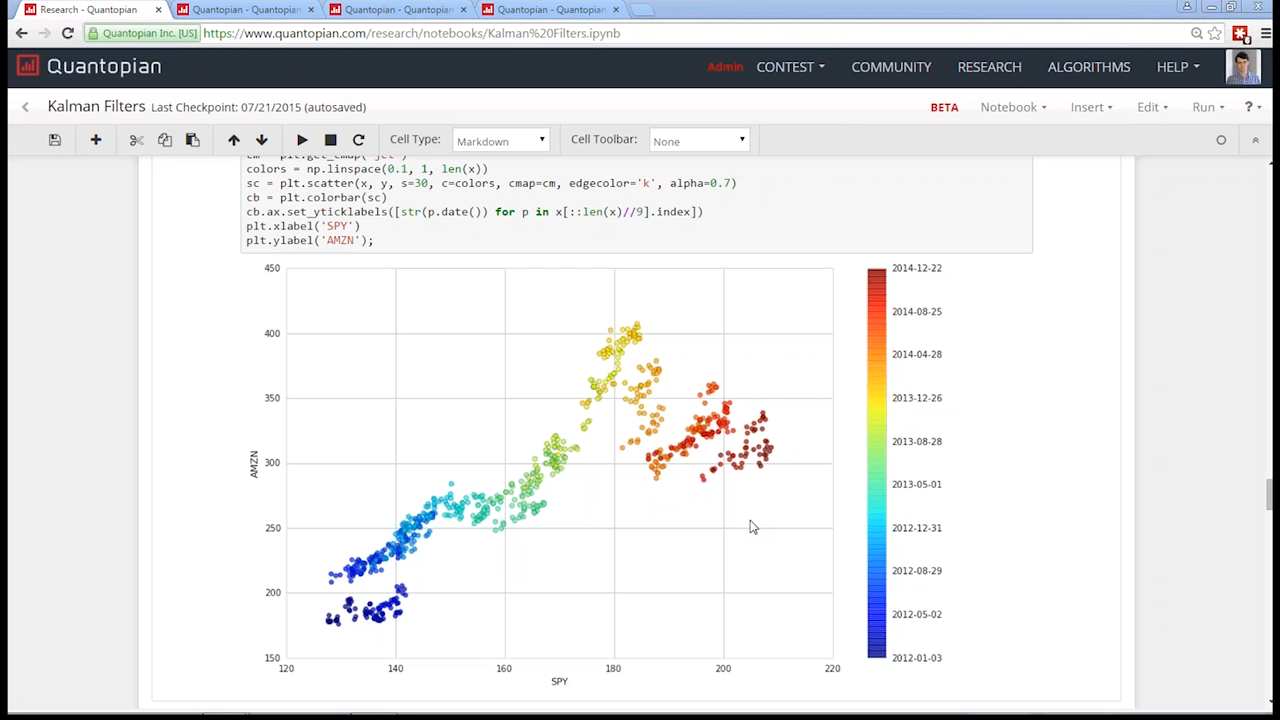 Research - Quantopian
Quantopian - Quantopian
Quantopian - Quantopian
Quantopian - Quantopian
Quantopian Inc. [US] https://www.quantopian.com/research/notebooks/Kalman%20Filters.ipynb
Quantopian Admin CONTEST COMMUNITY RESEARCH ALGORITHMS HELP
Kalman Filters Last Checkpoint: 07/21/2015 (autosaved) BETA Notebook Insert Edit Run ?
Cell Type: Markdown Cell Toolbar: None
cm = plt.get_cmap('jet')
colors = np.linspace(0.1, 1, len(x))
sc = plt.scatter(x, y, s=30, c=colors, cmap=cm, edgecolor='k', alpha=0.7)
cb = plt.colorbar(sc)
cb.ax.set_yticklabels([str(p.date()) for p in x[::len(x)//9].index])
plt.xlabel('SPY')
plt.ylabel('AMZN');
450
400
350
300
250
200
150
AMZN
120 140 160 180 200 220
SPY
2014-12-22
2014-08-25
2014-04-28
2013-12-26
2013-08-28
2013-05-01
2012-12-31
2012-08-29
2012-05-02
2012-01-03